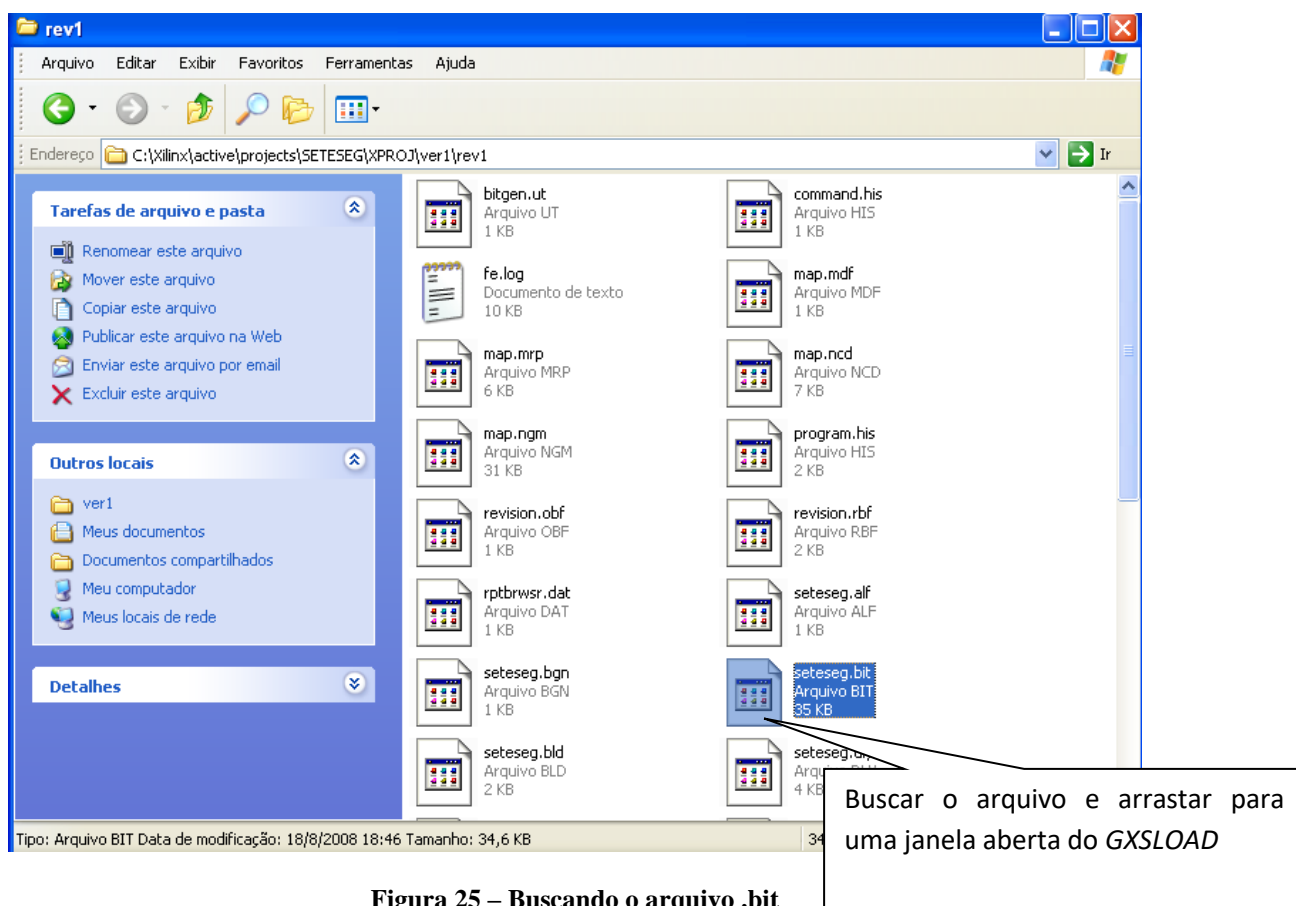 rev1
Arquivo Editar Exibir Favoritos Ferramentas Ajuda
Endereço C:\Xilinx\active\projects\SETESEG\XPROJ\ver1\rev1 Ir
Tarefas de arquivo e pasta
Renomear este arquivo
Mover este arquivo
Copiar este arquivo
Publicar este arquivo na Web
Enviar este arquivo por email
Excluir este arquivo
Outros locais
ver1
Meus documentos
Documentos compartilhados
Meu computador
Meus locais de rede
Detalhes
bitgen.ut
Arquivo UT
1 KB
command.his
Arquivo HIS
1 KB
fe.log
Documento de texto
10 KB
map.mdf
Arquivo MDF
1 KB
map.mrp
Arquivo MRP
6 KB
map.ncd
Arquivo NCD
7 KB
map.ngm
Arquivo NGM
31 KB
program.his
Arquivo HIS
2 KB
revision.obf
Arquivo OBF
1 KB
revision.rbf
Arquivo RBF
2 KB
rptbrwsr.dat
Arquivo DAT
1 KB
seteseg.alf
Arquivo ALF
1 KB
seteseg.bgn
Arquivo BGN
1 KB
seteseg.bit
Arquivo BIT
35 KB
seteseg.bld
Arquivo BLD
2 KB
4 KB
Buscar o arquivo e arrastar para
uma janela aberta do GXSLOAD
Tipo: Arquivo BIT Data de modificação: 18/8/2008 18:46 Tamanho: 34,6 KB
Figura 25 – Buscando o arquivo .bit